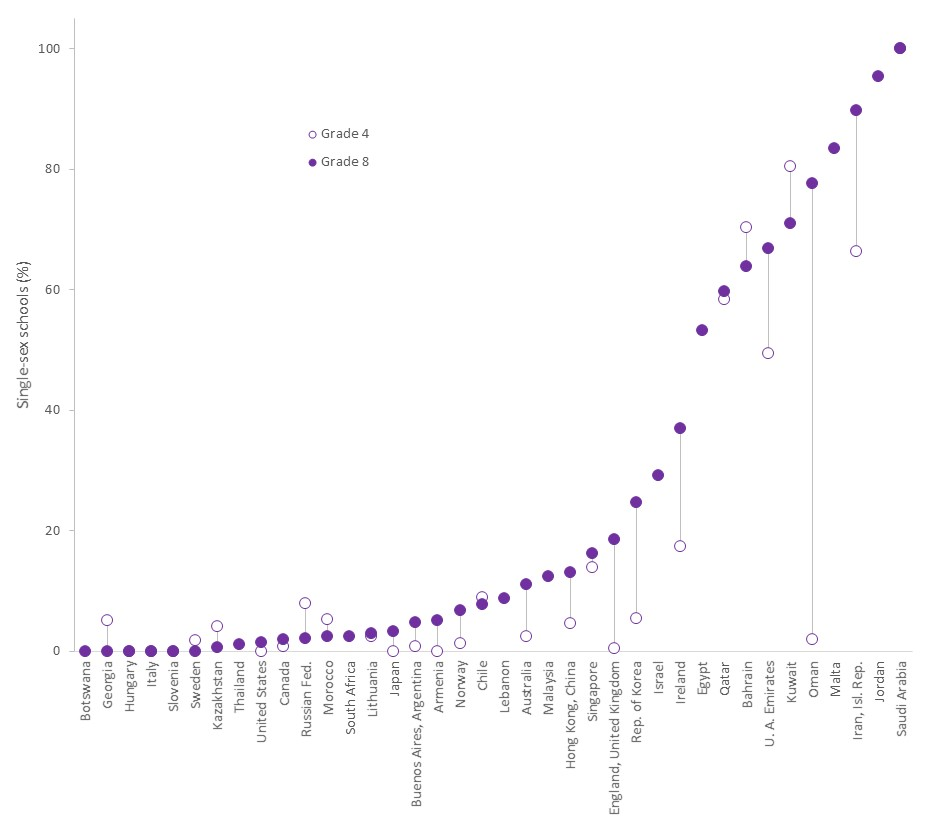 Single-sex schools (%)
100
80
60
40
20
0
Grade 4
Grade 8
Botswana
Georgia
Hungary
Italy
Slovenia
Sweden
Kazakhstan
Thailand
United States
Canada
Russian Fed.
Morocco
South Africa
Lithuania
Japan
Buenos Aires, Argentina
Armenia
Norway
Chile
Lebanon
Australia
Malaysia
Hong Kong, China
Singapore
England, United Kingdom
Rep. of Korea
Israel
Ireland
Egypt
Qatar
Bahrain
U. A. Emirates
Kuwait
Oman
Malta
Iran, Isl. Rep.
Jordan
Saudi Arabia